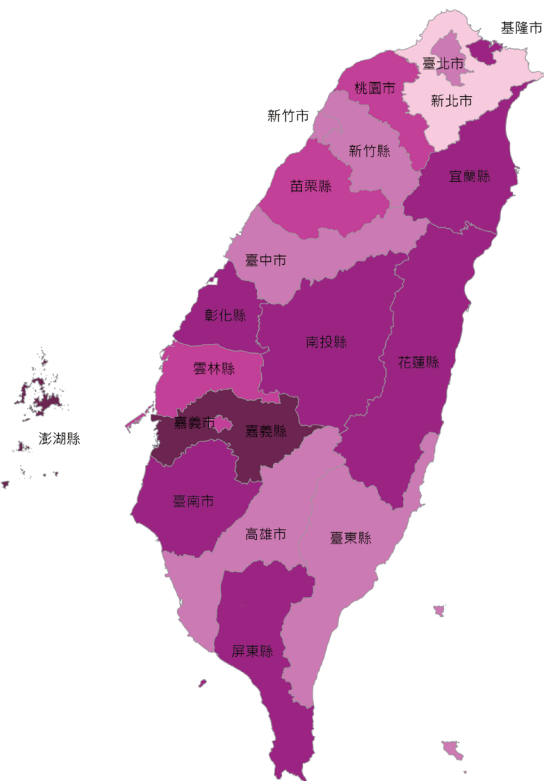 基隆市
臺北市
桃園市
新北市
新竹市
新竹縣
宜蘭縣
苗栗縣
臺中市
彰化縣
南投縣
花蓮縣
雲林縣
嘉義市
嘉義縣
澎湖縣
臺南市
高雄市
臺東縣
屏東縣